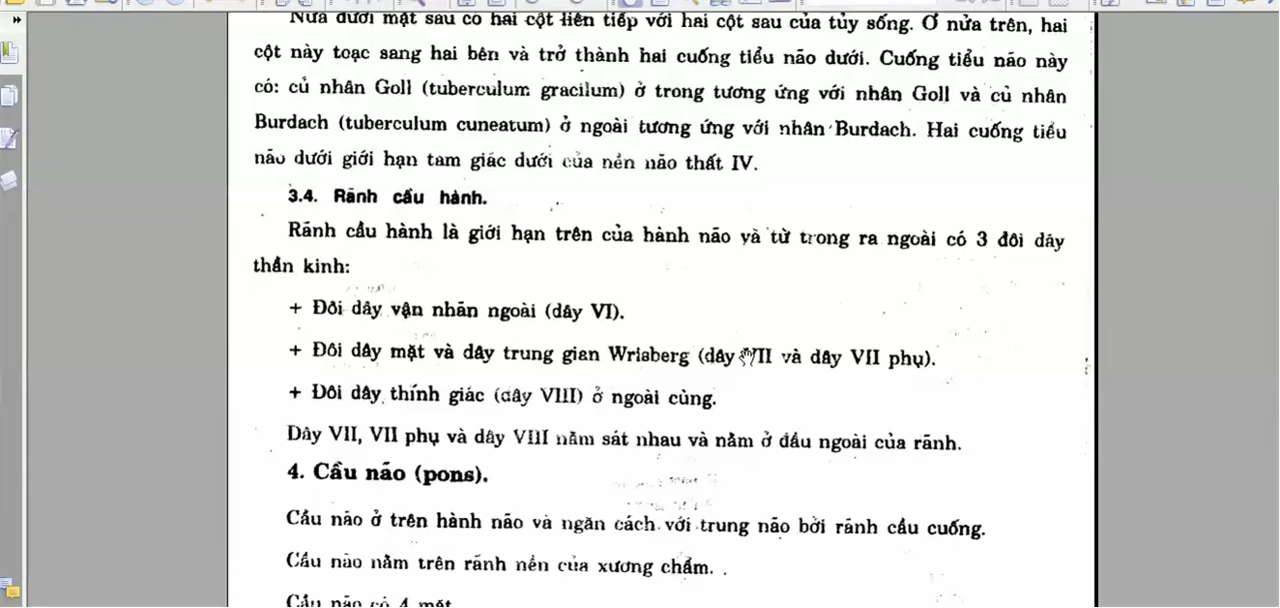 Nửa dưới mặt sau có hai cột liên tiếp với hai cột sau của tủy sống. Ở nửa trên, hai
cột này toạc sang hai bên và trở thành hai cuống tiểu não dưới. Cuống tiểu não này
có: củ nhân Goll (tuberculum gracilum) ở trong tương ứng với nhân Goll và củ nhân
Burdach (tuberculum cuneatum) ở ngoài tương ứng với nhân Burdach. Hai cuống tiểu
não dưới giới hạn tam giác dưới của nền não thất IV.
3.4. Rãnh cầu hành.
Rãnh cầu hành là giới hạn trên của hành não và từ trong ra ngoài có 3 đôi dây
thần kinh:
+ Đôi dây vận nhãn ngoài (dây VI).
+ Đôi dây mặt và dây trung gian Wrisberg (dây VII và dây VII phụ).
+ Đôi dây thính giác (dây VIII) ở ngoài cùng.
Dây VII, VII phụ và dây VIII nằm sát nhau và nằm ở đầu ngoài của rãnh.
4. Cầu não (pons).
Cầu não ở trên hành não và ngăn cách với trung não bởi rãnh cầu cuống.
Cầu não nằm trên rãnh nền của xương chẩm.
Cầu não có 4 mặt